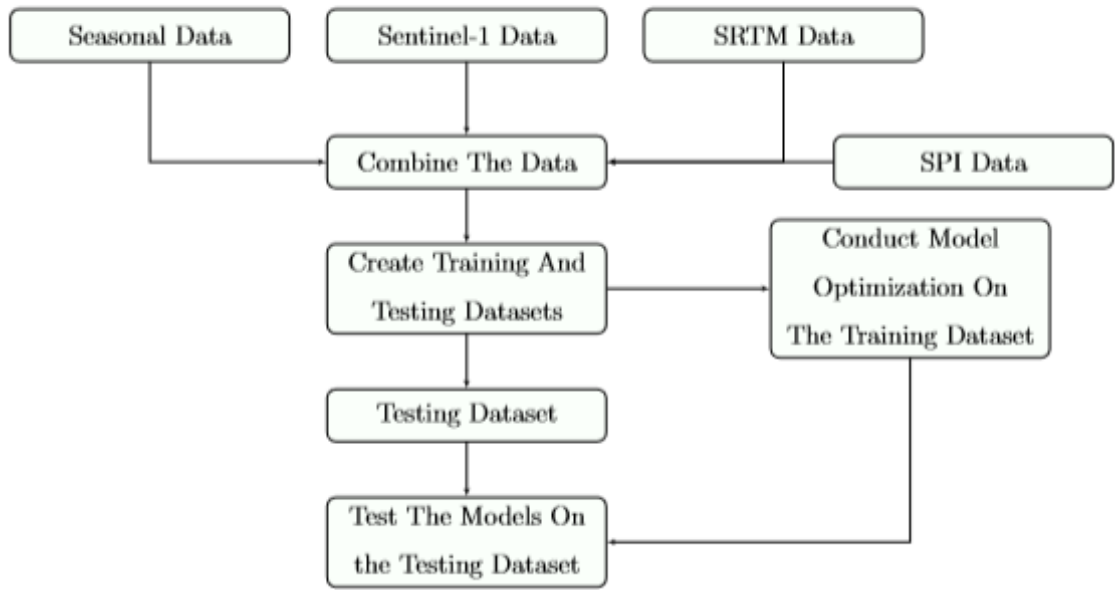 Seasonal Data
Sentinel-1 Data
SRTM Data
Combine The Data
SPI Data
Create Training And
Testing Datasets
Conduct Model
Optimization On
The Training Dataset
Testing Dataset
Test The Models On
the Testing Dataset